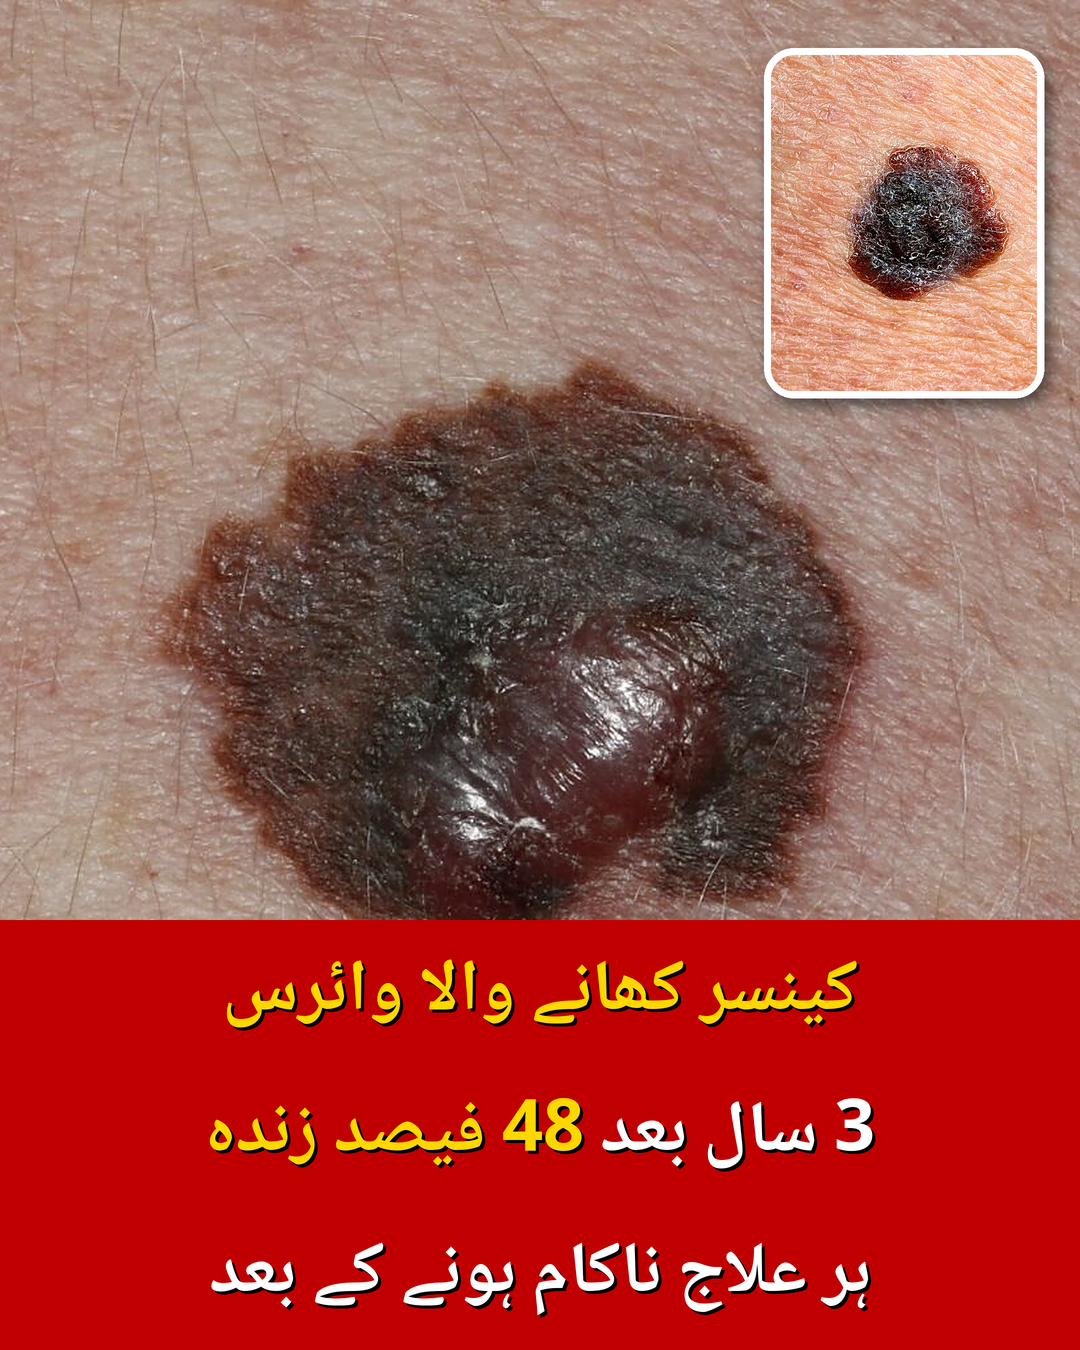 کینسر کھانے والا وائرس
3 سال بعد 48 فیصد زندہ
ہر علاج ناکام ہونے کے بعد